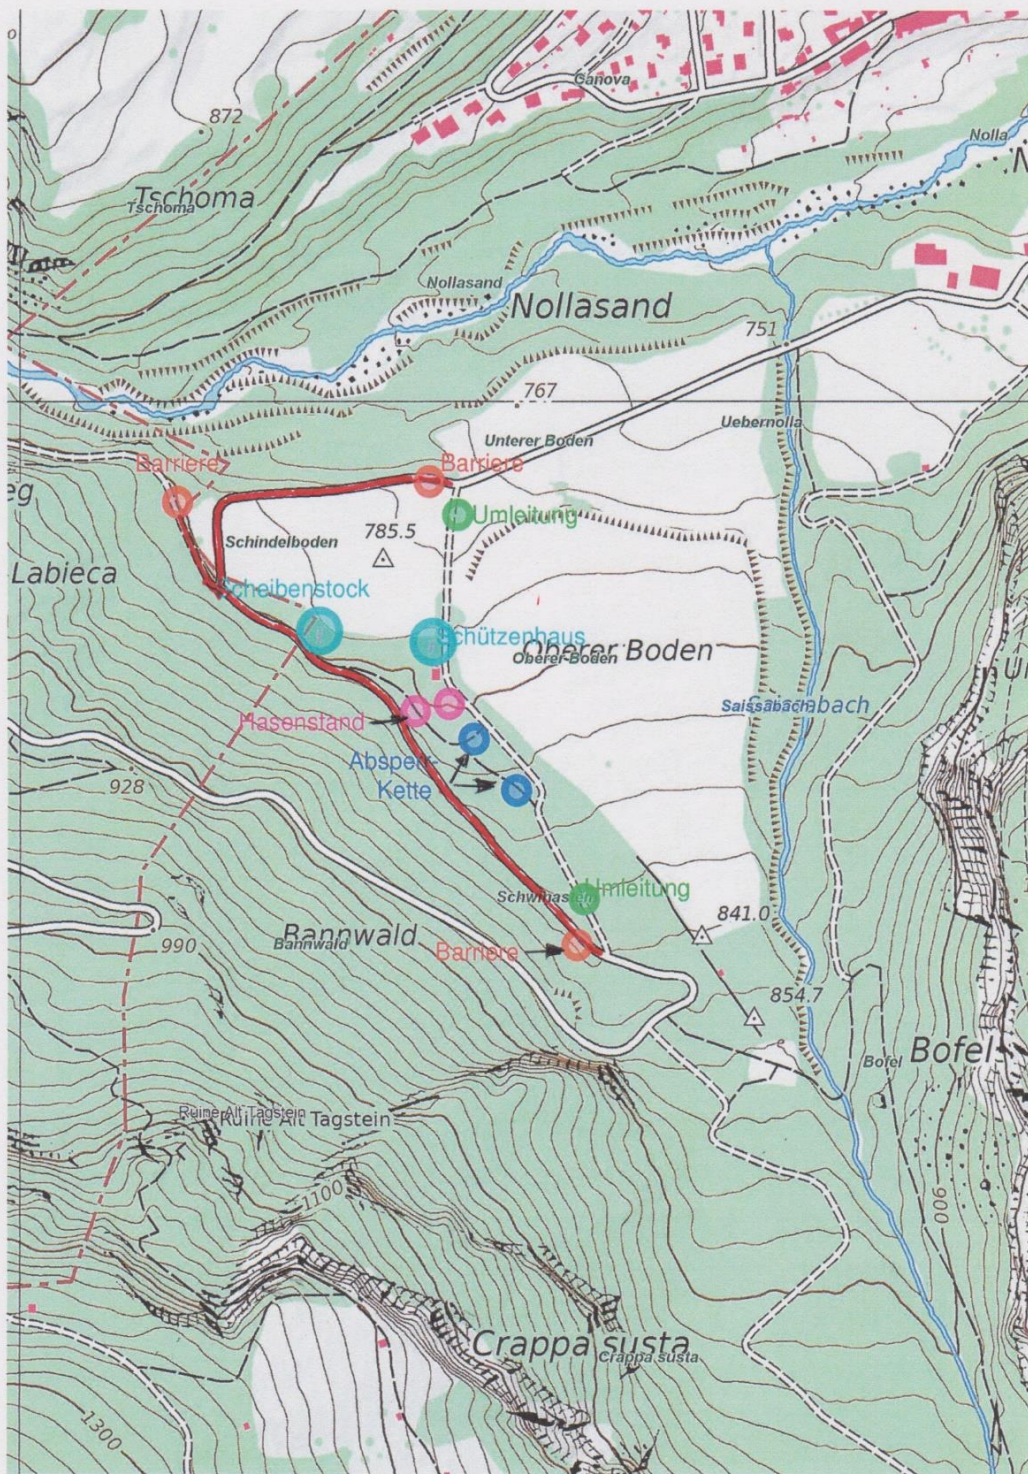 Canova
872
Nolla
Tschoma
Tschoma
Nollasand
Nollasand
751
767
Uebernolla
Unterer Boden
Barriere
Barriere
eg
Umleitung
785.5
Schindelboden
Labieca
Scheibenstock
Schützenhaus
Oberer Boden
Oberer Boden
Saissabach
Hasenstand
Absperr-
Kette
928
Umleitung
841.0
Bannwald
Bannwald
990
Barriere
854.7
Bofel
Bofel
Ruine Alt Tagstein
Ruine Alt Tagstein
1100
900
Crappa susta
Crappa susta
1300